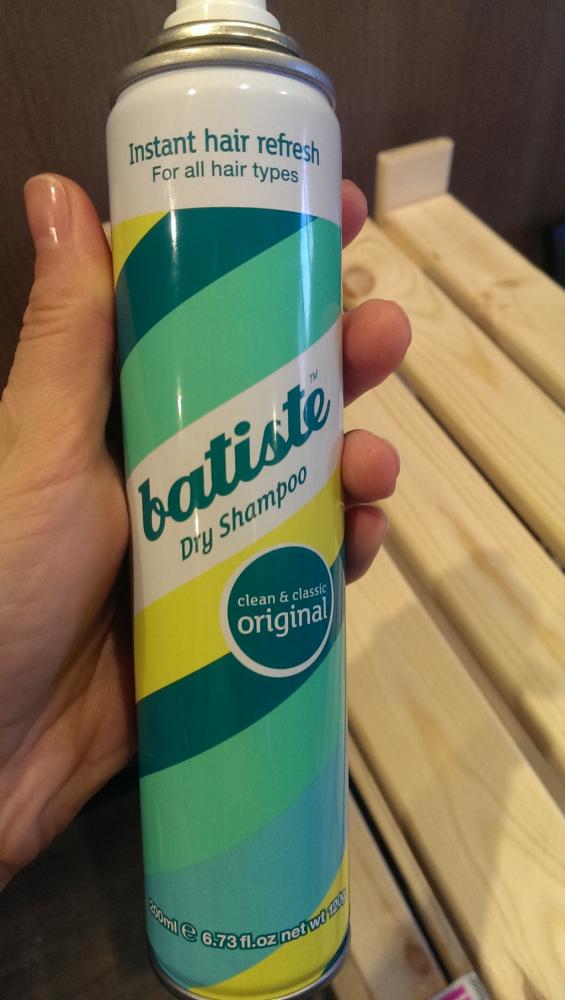 Instant hair refresh
For all hair types
batiste™
Dry Shampoo
clean & classic
original
200ml ℮ 6.73 fl.oz net wt 120g